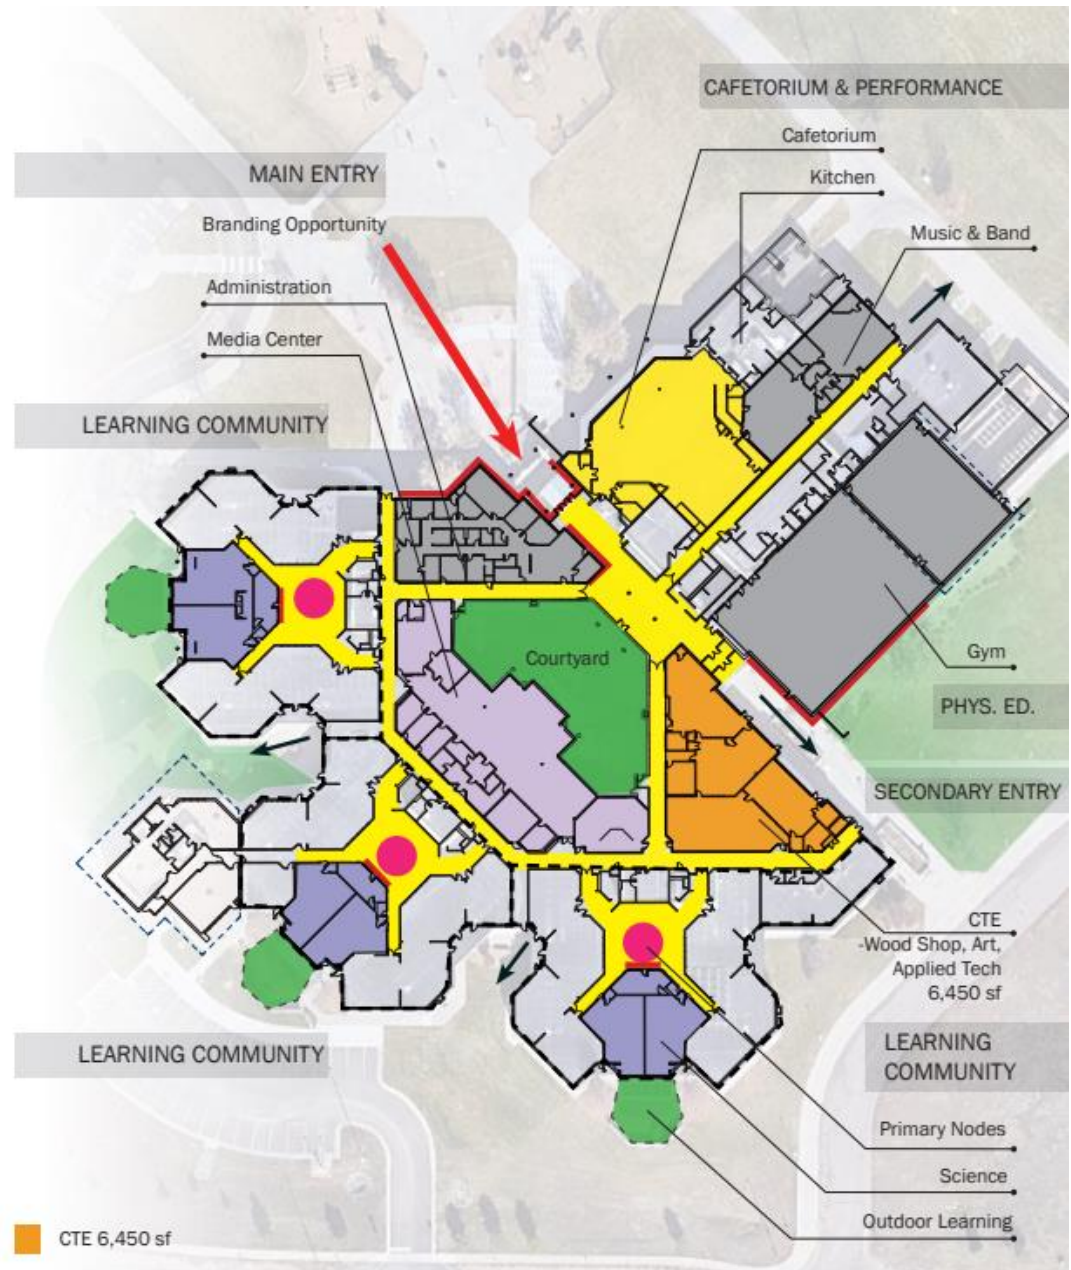 CAFETORIUM & PERFORMANCE
Cafetorium
Kitchen
Music & Band
MAIN ENTRY
Branding Opportunity
Administration
Media Center
LEARNING COMMUNITY
Courtyard
Gym
PHYS. ED.
SECONDARY ENTRY
CTE
-Wood Shop, Art,
Applied Tech
6,450 sf
LEARNING COMMUNITY
LEARNING
COMMUNITY
Primary Nodes
Science
Outdoor Learning
CTE 6,450 sf